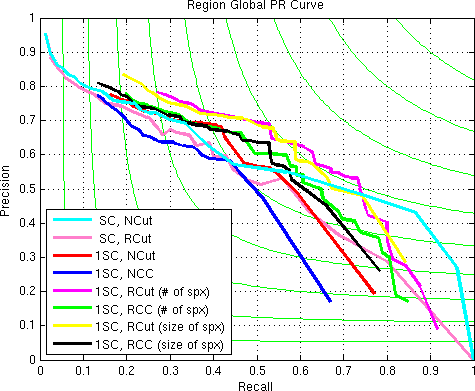 Region Global PR Curve
1
0.9
0.8
0.7
0.6
0.5
0.4
0.3
0.2
0.1
0
Precision
SC, NCut
SC, RCut
1SC, NCut
1SC, NCC
1SC, RCut (# of spx)
1SC, RCC (# of spx)
1SC, RCut (size of spx)
1SC, RCC (size of spx)
0 0.1 0.2 0.3 0.4 0.5 0.6 0.7 0.8 0.9
Recall